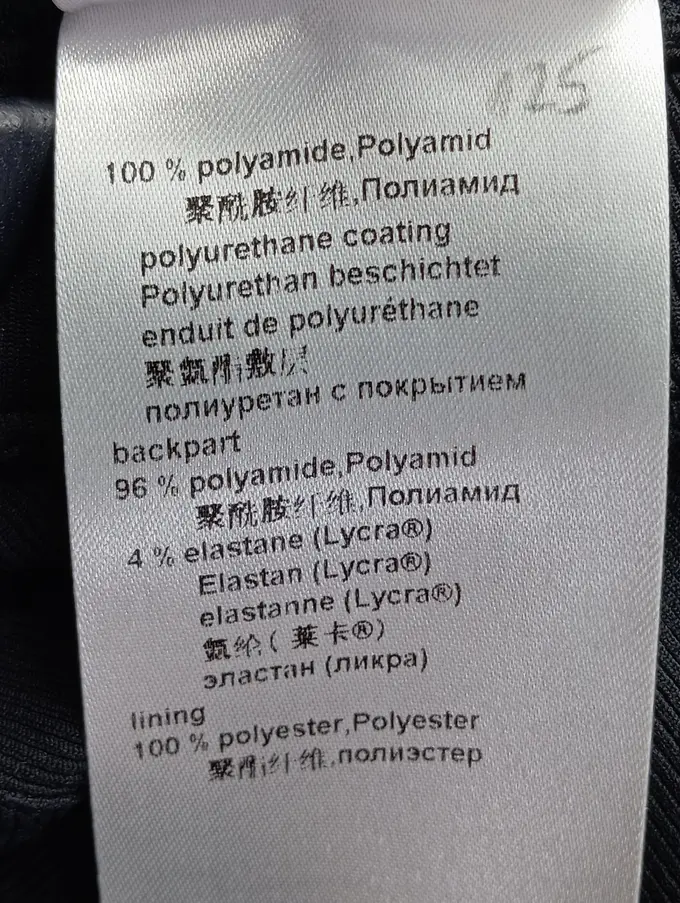 125
100 % polyamide,Polyamid
聚酰胺纤维,Полиамид
polyurethane coating
Polyurethan beschichtet
enduit de polyuréthane
聚氨酯敷层
полиуретан с покрытием
backpart
96 % polyamide,Polyamid
聚酰胺纤维,Полиамид
4 % elastane (Lycra®)
Elastan (Lycra®)
elastanne (Lycra®)
氨纶( 莱卡®)
эластан (ликра)
lining
100 % polyester,Polyester
聚酯纤维,полиэстер